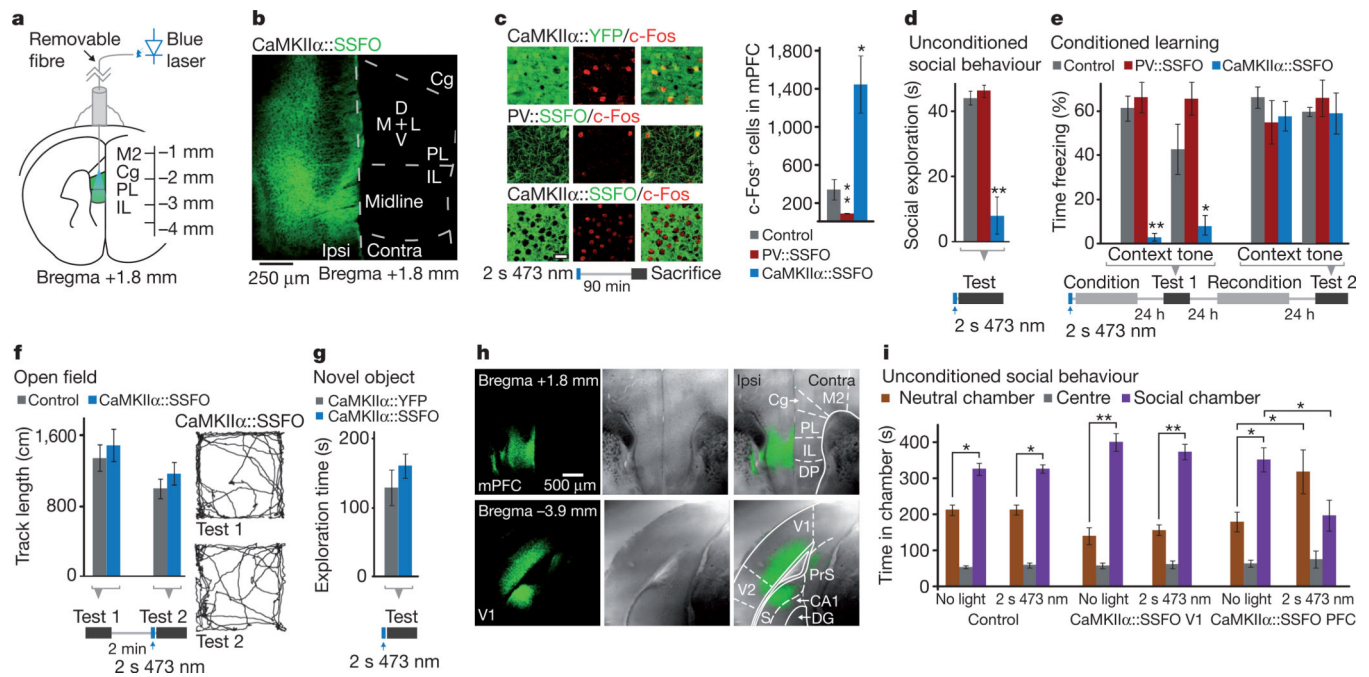 a
Removable
fibre
Blue
laser
M2
Cg
PL
IL
–1 mm
–2 mm
–3 mm
–4 mm
Bregma +1.8 mm
b
CaMKIIα::SSFO
Cg
D
M + L
V
PL
IL
Midline
Ipsi
Contra
250 μm
Bregma +1.8 mm
c
CaMKIIα::YFP/c-Fos
PV::SSFO/c-Fos
CaMKIIα::SSFO/c-Fos
2 s 473 nm
90 min
Sacrifice
c-Fos+ cells in mPFC
1,800
1,400
1,000
600
200
*
*
*
Control
PV::SSFO
CaMKIIα::SSFO
d
Unconditioned
social behaviour
Social exploration (s)
40
20
0
**
Test
2 s 473 nm
e
Conditioned learning
Control
PV::SSFO
CaMKIIα::SSFO
Time freezing (%)
60
40
20
0
**
*
Context tone
Context tone
Condition
Test 1
Recondition
Test 2
24 h
24 h
24 h
2 s 473 nm
f
Open field
Control
CaMKIIα::SSFO
Track length (cm)
1,600
800
0
Test 1
Test 2
2 min
2 s 473 nm
CaMKIIα::SSFO
Test 1
Test 2
g
Novel object
CaMKIIα::YFP
CaMKIIα::SSFO
Exploration time (s)
200
100
0
Test
2 s 473 nm
h
Bregma +1.8 mm
mPFC
500 μm
Ipsi
Contra
Cg
M2
PL
IL
DP
Bregma –3.9 mm
V1
V1
V2
PrS
S
CA1
DG
i
Unconditioned social behaviour
Neutral chamber
Centre
Social chamber
Time in chamber (s)
400
300
200
100
0
*
*
**
**
*
*
*
No light
2 s 473 nm
No light
2 s 473 nm
No light
2 s 473 nm
Control
CaMKIIα::SSFO V1
CaMKIIα::SSFO PFC